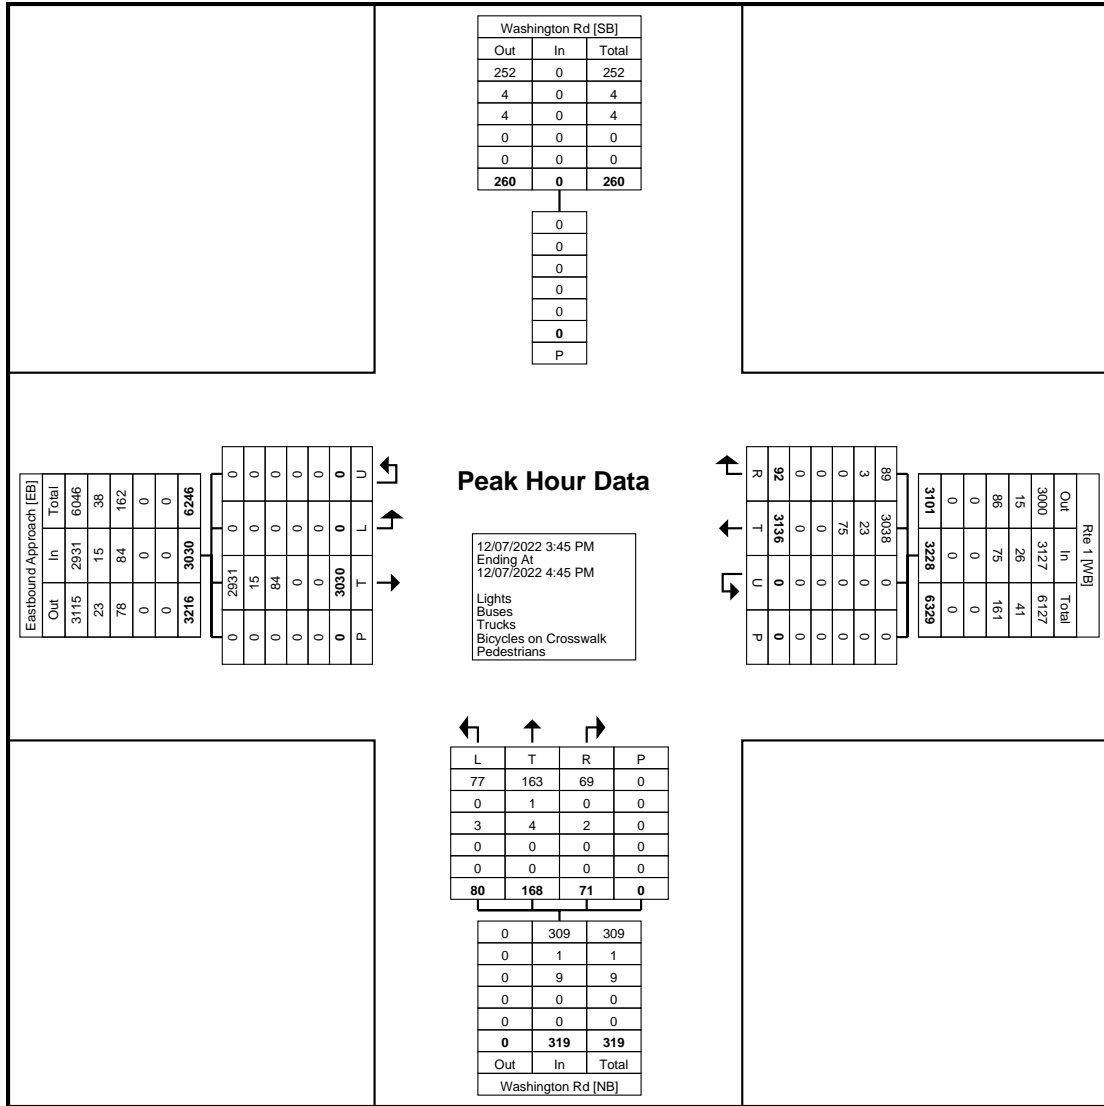 Washington Rd [SB]
Out In Total
252 0 252
4 0 4
4 0 4
0 0 0
0 0 0
260 0 260
0
0
0
0
0
0
P
Eastbound Approach [EB]
Total 6046 38 162 0 0 6246
In 2931 15 84 0 0 3030
Out 3115 23 78 0 0 3216
0 0 0 0 0 0 U
0 0 0 0 0 0 L
2931 15 84 0 0 3030 T
0 0 0 0 0 0 P
Peak Hour Data
12/07/2022 3:45 PM
Ending At
12/07/2022 4:45 PM
Lights
Buses
Trucks
Bicycles on Crosswalk
Pedestrians
R 92 0 0 0 3 89
T 3136 0 0 75 23 3038
U 0 0 0 0 0 0
P 0 0 0 0 0 0
Rte 1 [WB]
Out 3000 15 86 0 0 3101
In 3127 26 75 0 0 3228
Total 6127 41 161 0 0 6329
L T R P
77 163 69 0
0 1 0 0
3 4 2 0
0 0 0 0
0 0 0 0
80 168 71 0
0 309 309
0 1 1
0 9 9
0 0 0
0 0 0
0 319 319
Out In Total
Washington Rd [NB]